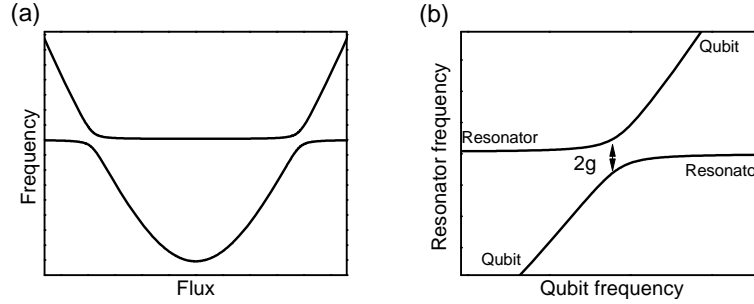 (a)
Frequency
Flux
(b)
Resonator frequency
Qubit
Resonator
2g
Resonator
Qubit
Qubit frequency